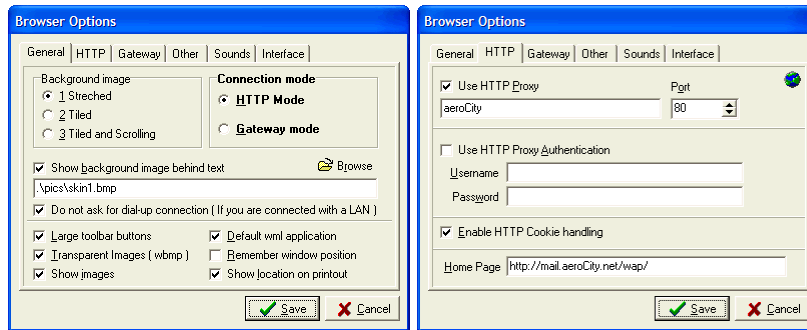 Browser Options
General HTTP Gateway Other Sounds Interface
Background image
1 Streched
2 Tiled
3 Tiled and Scrolling
Connection mode
HTTP Mode
Gateway mode
Show background image behind text
Browse
.\pics\skin1.bmp
Do not ask for dial-up connection ( If you are connected with a LAN )
Large toolbar buttons
Default wml application
Transparent Images ( wbmp )
Remember window position
Show images
Show location on printout
Save
Cancel
Browser Options
General HTTP Gateway Other Sounds Interface
Use HTTP Proxy
Port
aeroCity
80
Use HTTP Proxy Authentication
Username
Password
Enable HTTP Cookie handling
Home Page http://mail.aeroCity.net/wap/
Save
Cancel